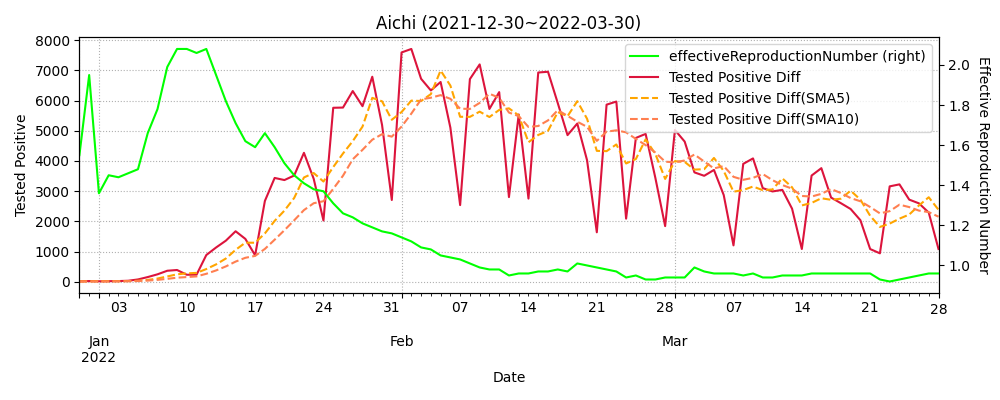 Aichi (2021-12-30~2022-03-30)
effectiveReproductionNumber (right)
Tested Positive Diff
Tested Positive Diff(SMA5)
Tested Positive Diff(SMA10)
Tested Positive
8000
7000
6000
5000
4000
3000
2000
1000
0
Effective Reproduction Number
2.0
1.8
1.6
1.4
1.2
1.0
03 10 17 24 31 07 14 21 28 07 14 21 28
Jan Feb Mar
2022
Date